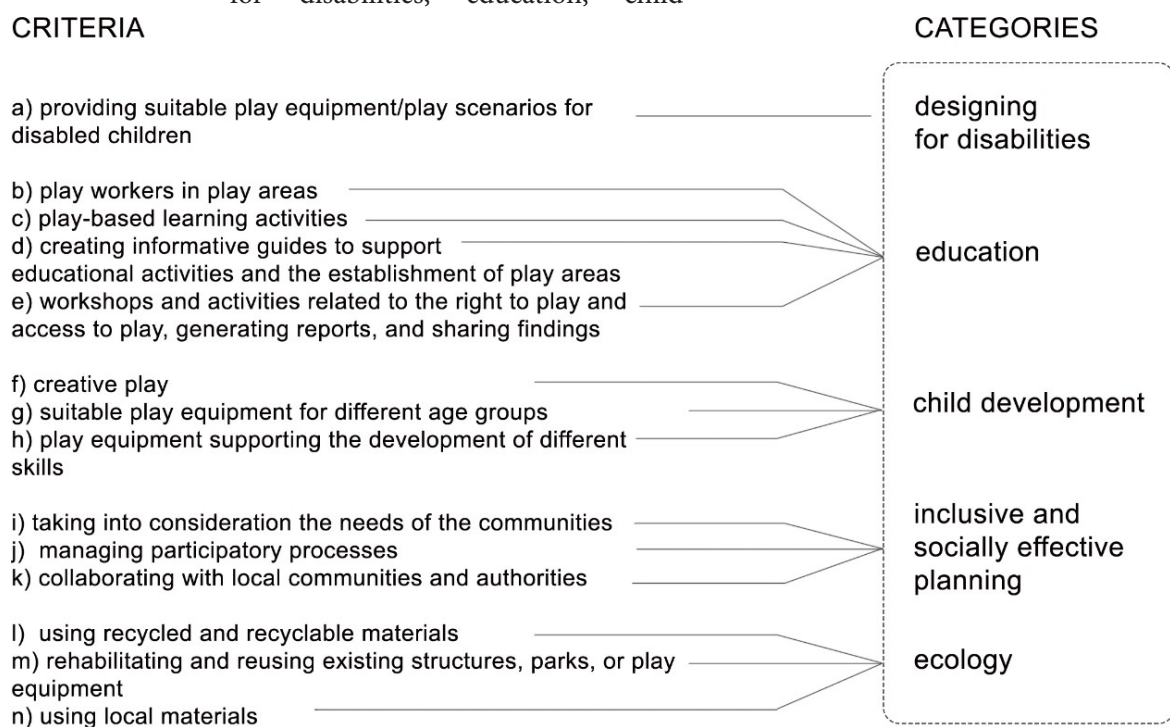 for disabilities, education, child
CRITERIA
CATEGORIES
a) providing suitable play equipment/play scenarios for
disabled children
designing
for disabilities
b) play workers in play areas
c) play-based learning activities
d) creating informative guides to support
educational activities and the establishment of play areas
e) workshops and activities related to the right to play and
access to play, generating reports, and sharing findings
education
f) creative play
g) suitable play equipment for different age groups
h) play equipment supporting the development of different
skills
child development
i) taking into consideration the needs of the communities
j) managing participatory processes
k) collaborating with local communities and authorities
inclusive and
socially effective
planning
l) using recycled and recyclable materials
m) rehabilitating and reusing existing structures, parks, or play
equipment
n) using local materials
ecology